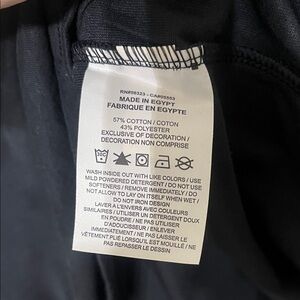 RN#56323 - CA#05553
MADE IN EGYPT
FABRIQUE EN EGYPTE
57% COTTON / COTON
43% POLYESTER
EXCLUSIVE OF DECORATION /
DECORATION NON COMPRISE
WASH INSIDE OUT WITH LIKE COLORS / USE
MILD POWDERED DETERGENT / DO NOT USE
SOFTENERS / REMOVE IMMEDIATELY / DO
NOT ALLOW TO LAY ON ITSELF WHEN WET /
DO NOT IRON DESIGN
LAVER A L'ENVERS AVEC COULEURS
SIMILAIRES / UTILISER UN DETERGENT DOUX
EN POUDRE / NE PAS UTILISER
D'ADOUCISSEUR / ENLEVER
IMMÉDIATEMENT / NE PAS LAISSER LE
VÊTEMENT PLIÉ LORSQU'IL EST MOUILLÉ / NE
PAS REPASSER LE DESSIN